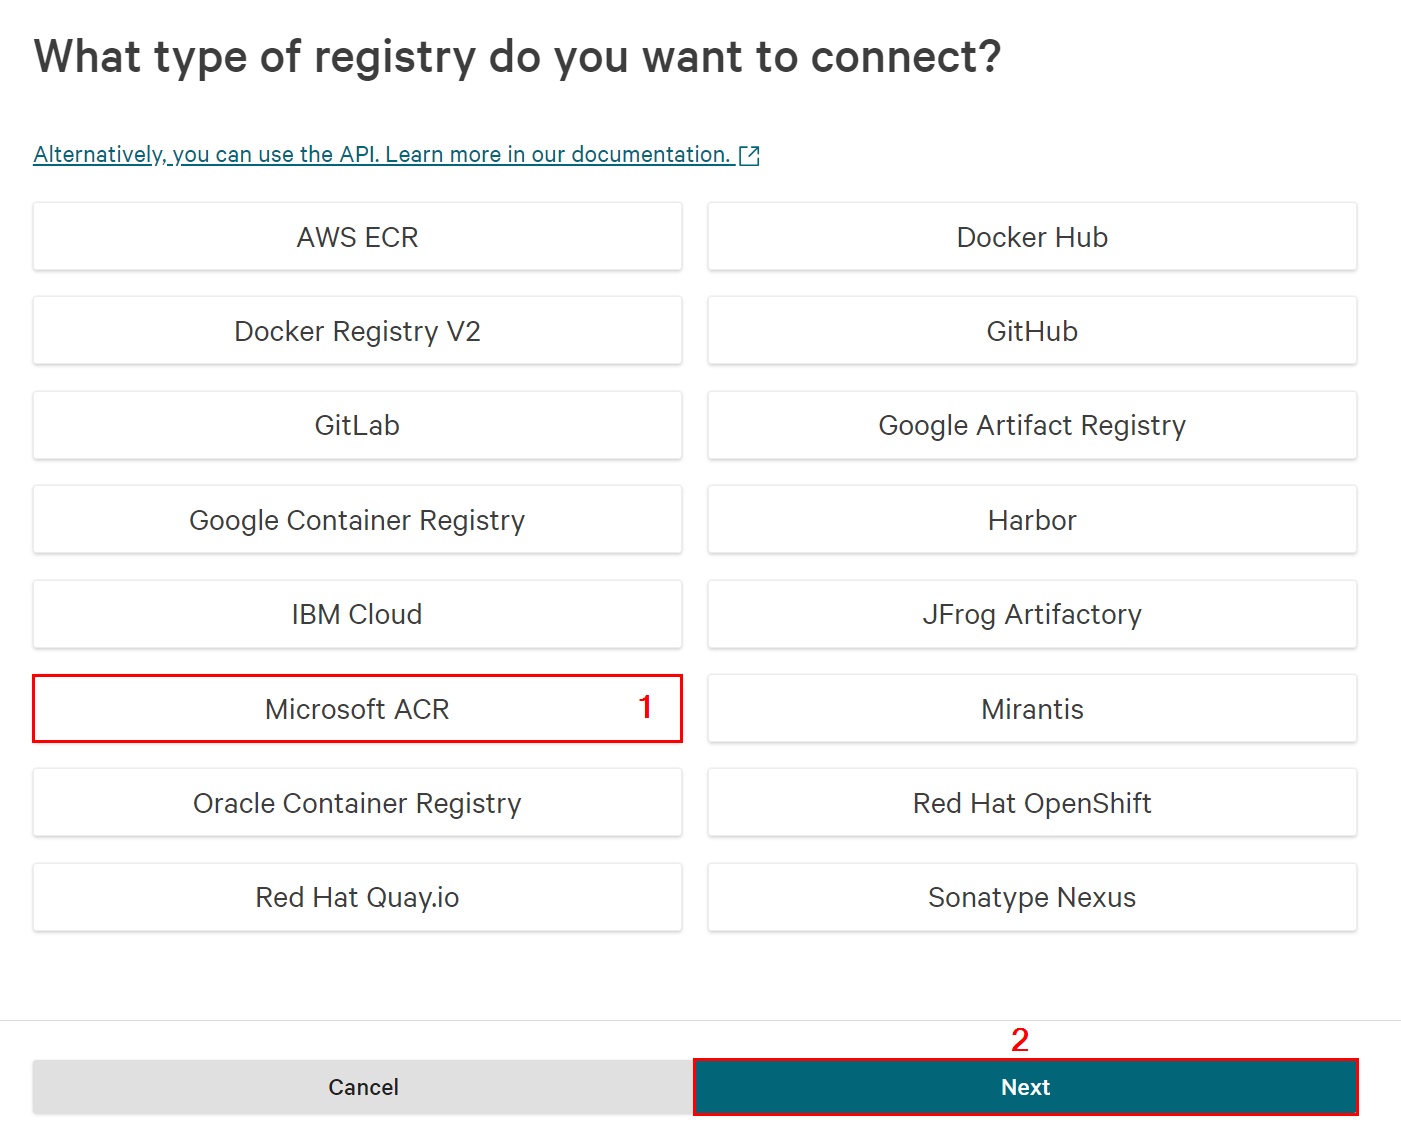 What type of registry do you want to connect?
Alternatively, you can use the API. Learn more in our documentation.
AWS ECR
Docker Hub
Docker Registry V2
GitHub
GitLab
Google Artifact Registry
Google Container Registry
Harbor
IBM Cloud
JFrog Artifactory
Microsoft ACR
1
Mirantis
Oracle Container Registry
Red Hat OpenShift
Red Hat Quay.io
Sonatype Nexus
2
Cancel
Next